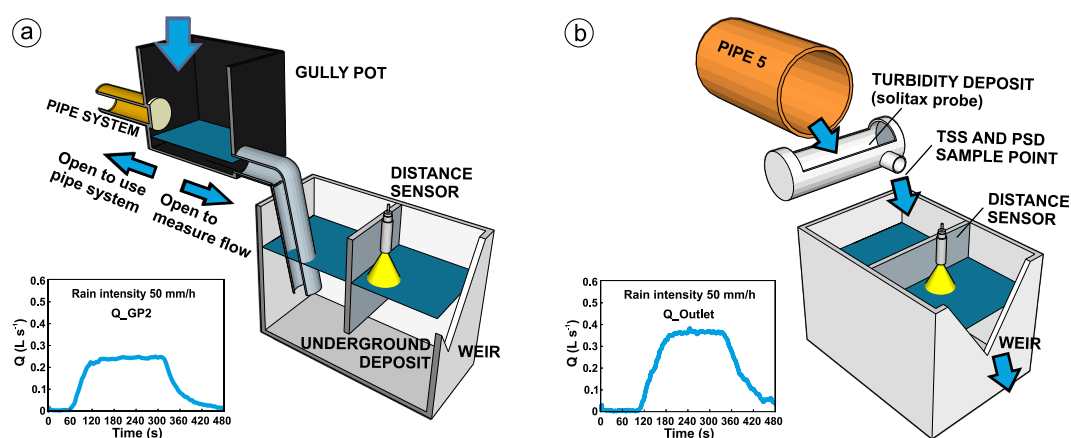 a
GULLY POT
PIPE SYSTEM
Open to use
pipe system
Open to
measure flow
DISTANCE
SENSOR
UNDERGROUND
DEPOSIT
WEIR
0.6
0.5
0.4
0.3
0.2
0.1
0
Q (L s⁻¹)
Rain intensity 50 mm/h
Q_GP2
0 60 120 180 240 300 360 420 480
Time (s)
b
PIPE 5
TURBIDITY DEPOSIT
(solitax probe)
TSS AND PSD
SAMPLE POINT
DISTANCE
SENSOR
WEIR
0.6
0.5
0.4
0.3
0.2
0.1
0
Q (L s⁻¹)
Rain intensity 50 mm/h
Q_Outlet
0 60 120 180 240 300 360 420 480
Time (s)